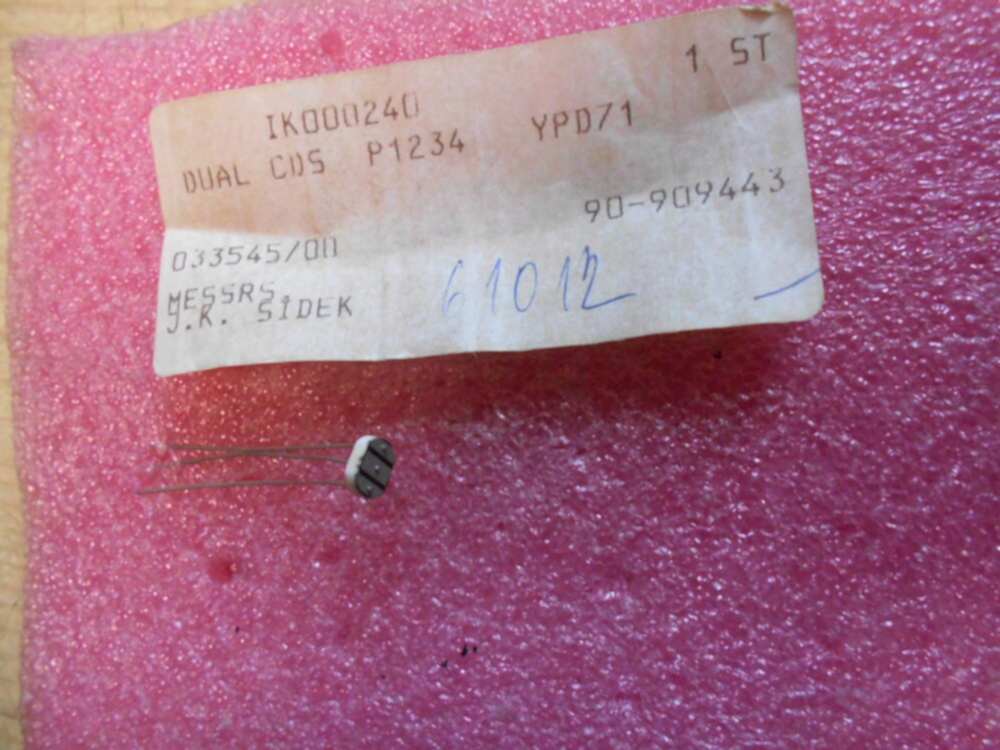 1 ST
IK000240
DUAL CDS P1234 YPD71
90-909443
033545/00
MESSRS.
J.K. SIDEK
61012